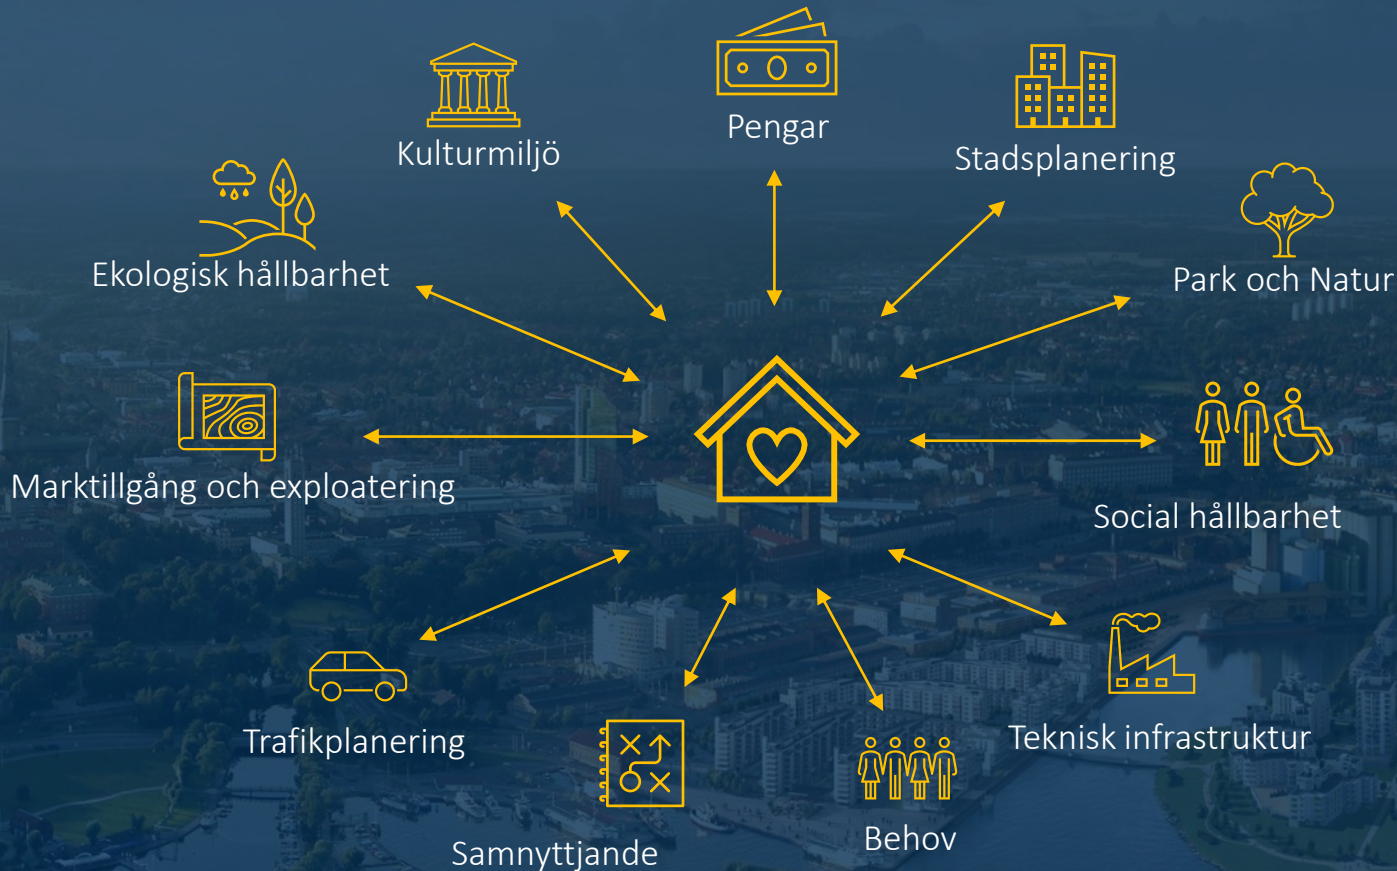 Pengar
Kulturmiljö
Stadsplanering
Ekologisk hållbarhet
Park och Natur
Marktillgång och exploatering
Social hållbarhet
Trafikplanering
Teknisk infrastruktur
Samnyttjande
Behov